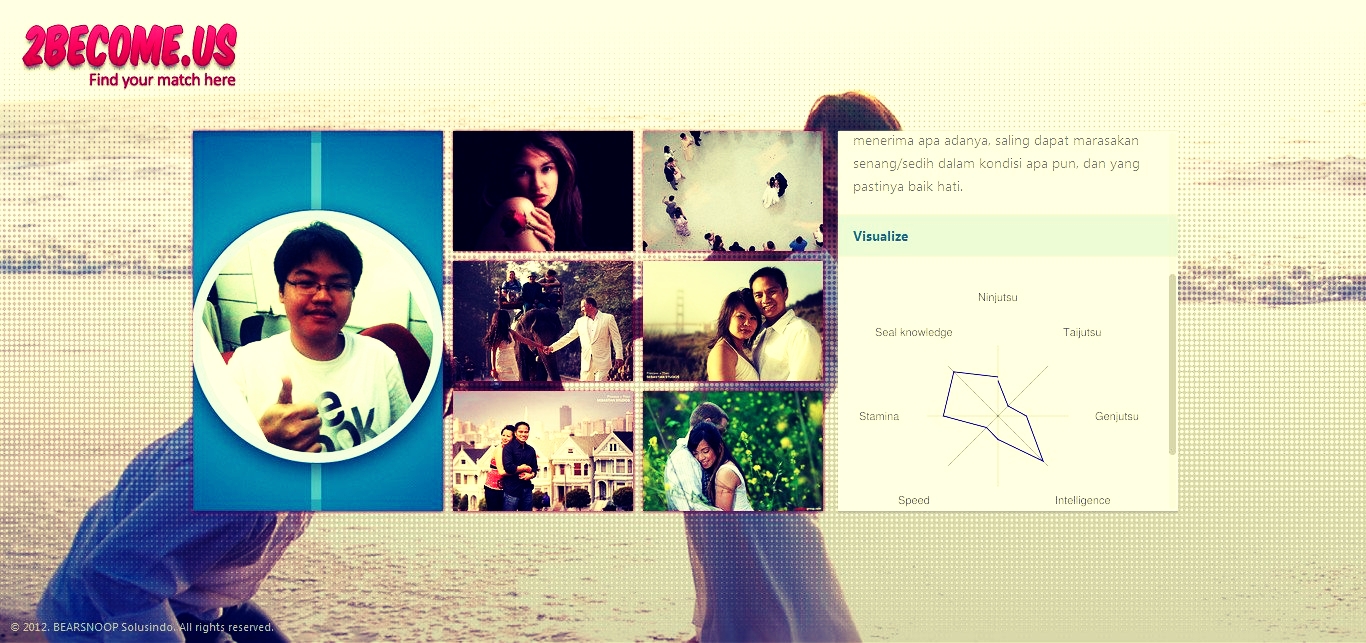 2BECOME.US
Find your match here
menerima apa adanya, saling dapat marasakan
senang/sedih dalam kondisi apa pun, dan yang
pastinya baik hati.
Visualize
Ninjutsu
Seal knowledge
Taijutsu
Stamina
Genjutsu
Speed
Intelligence
© 2012. BEARSNOOP Solusindo. All rights reserved.